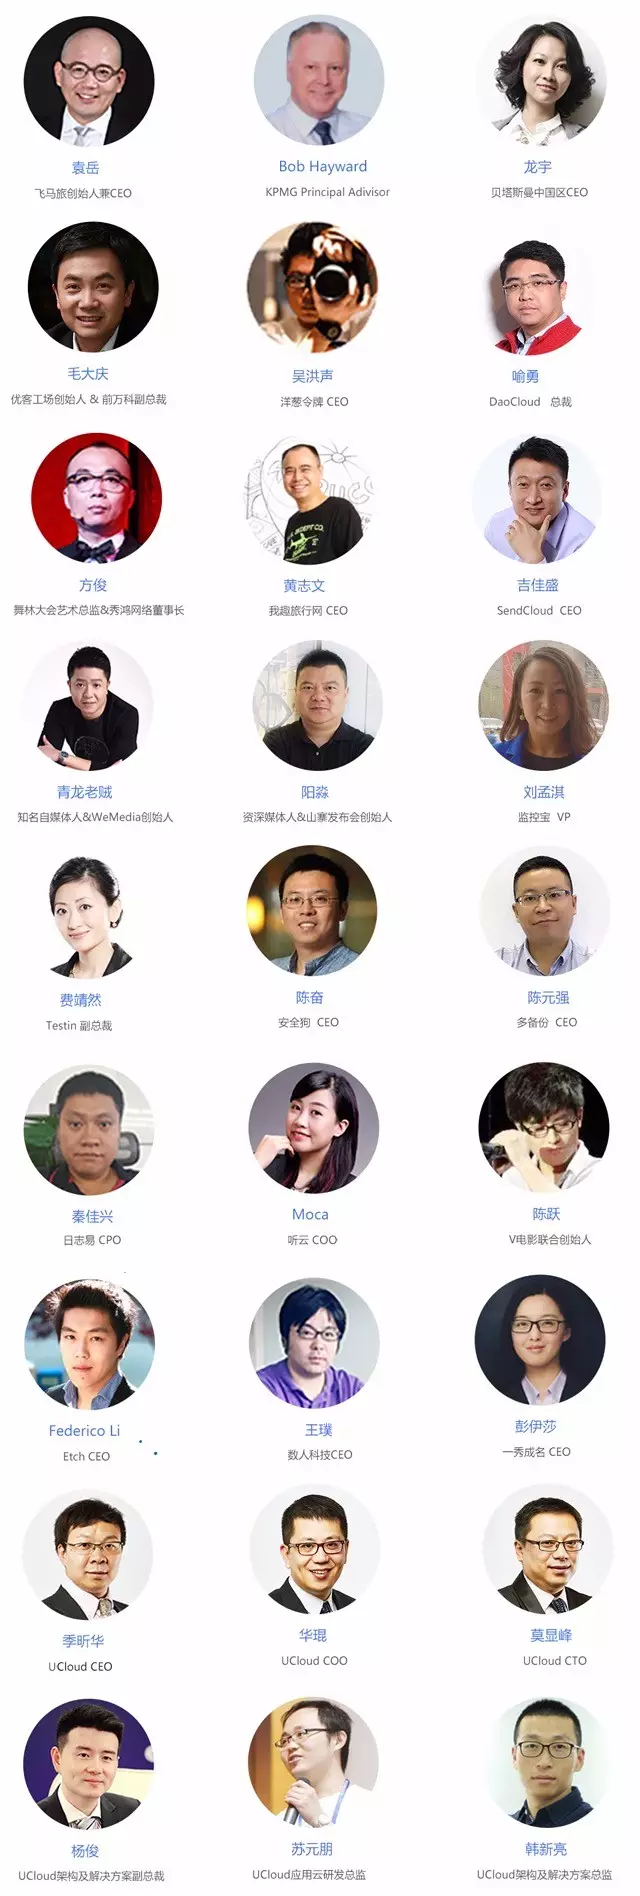 袁岳
Bob Hayward
龙宇
飞马旅创始人兼CEO
KPMG Principal Adivisor
贝塔斯曼中国区CEO
毛大庆
吴洪声
喻勇
优客工场创始人 & 前万科副总裁
洋葱令牌 CEO
DaoCloud 总裁
方俊
黄志文
吉佳盛
舞林大会艺术总监&秀鸿网络董事长
我趣旅行网 CEO
SendCloud CEO
青龙老贼
阳淼
刘孟淇
知名自媒体人&WeMedia创始人
资深媒体人&山寨发布会创始人
监控宝 VP
费靖然
陈奋
陈元强
Testin 副总裁
安全狗 CEO
多备份 CEO
秦佳兴
Moca
陈跃
日志易 CPO
听云 COO
V电影联合创始人
Federico Li
王璞
彭伊莎
Etch CEO
数人科技CEO
一秀成名 CEO
季昕华
华琨
莫显峰
UCloud CEO
UCloud COO
UCloud CTO
杨俊
苏元朋
韩新亮
UCloud架构及解决方案副总裁
UCloud应用云研发总监
UCloud架构及解决方案总监